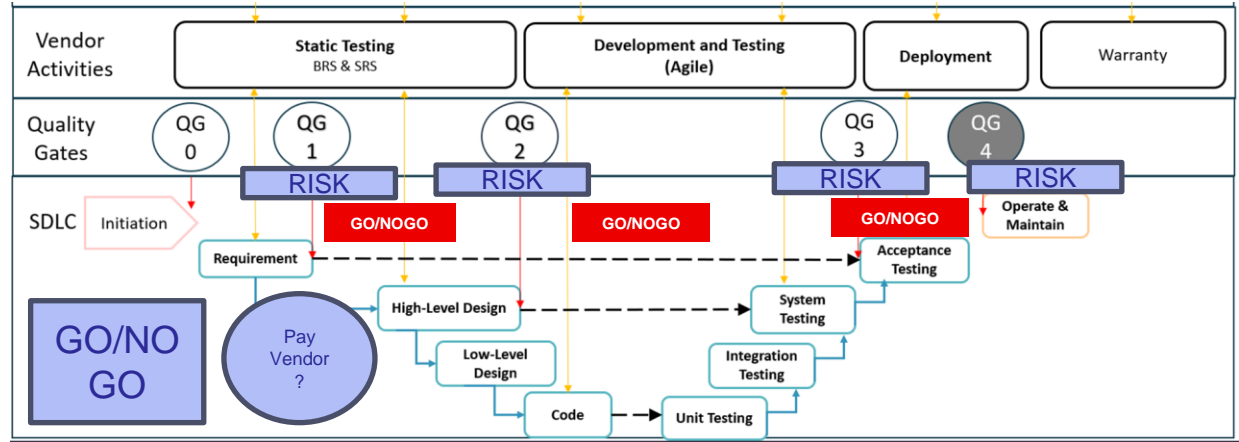 Vendor
Activities
Static Testing
BRS & SRS
Development and Testing
(Agile)
Deployment
Warranty
Quality
Gates
QG
0
QG
1
QG
2
QG
3
QG
4
RISK
RISK
RISK
RISK
SDLC
Initiation
GO/NOGO
GO/NOGO
GO/NOGO
Operate &
Maintain
Requirement
Acceptance
Testing
High-Level Design
System
Testing
GO/NO
GO
Pay
Vendor
?
Low-Level
Design
Integration
Testing
Code
Unit Testing